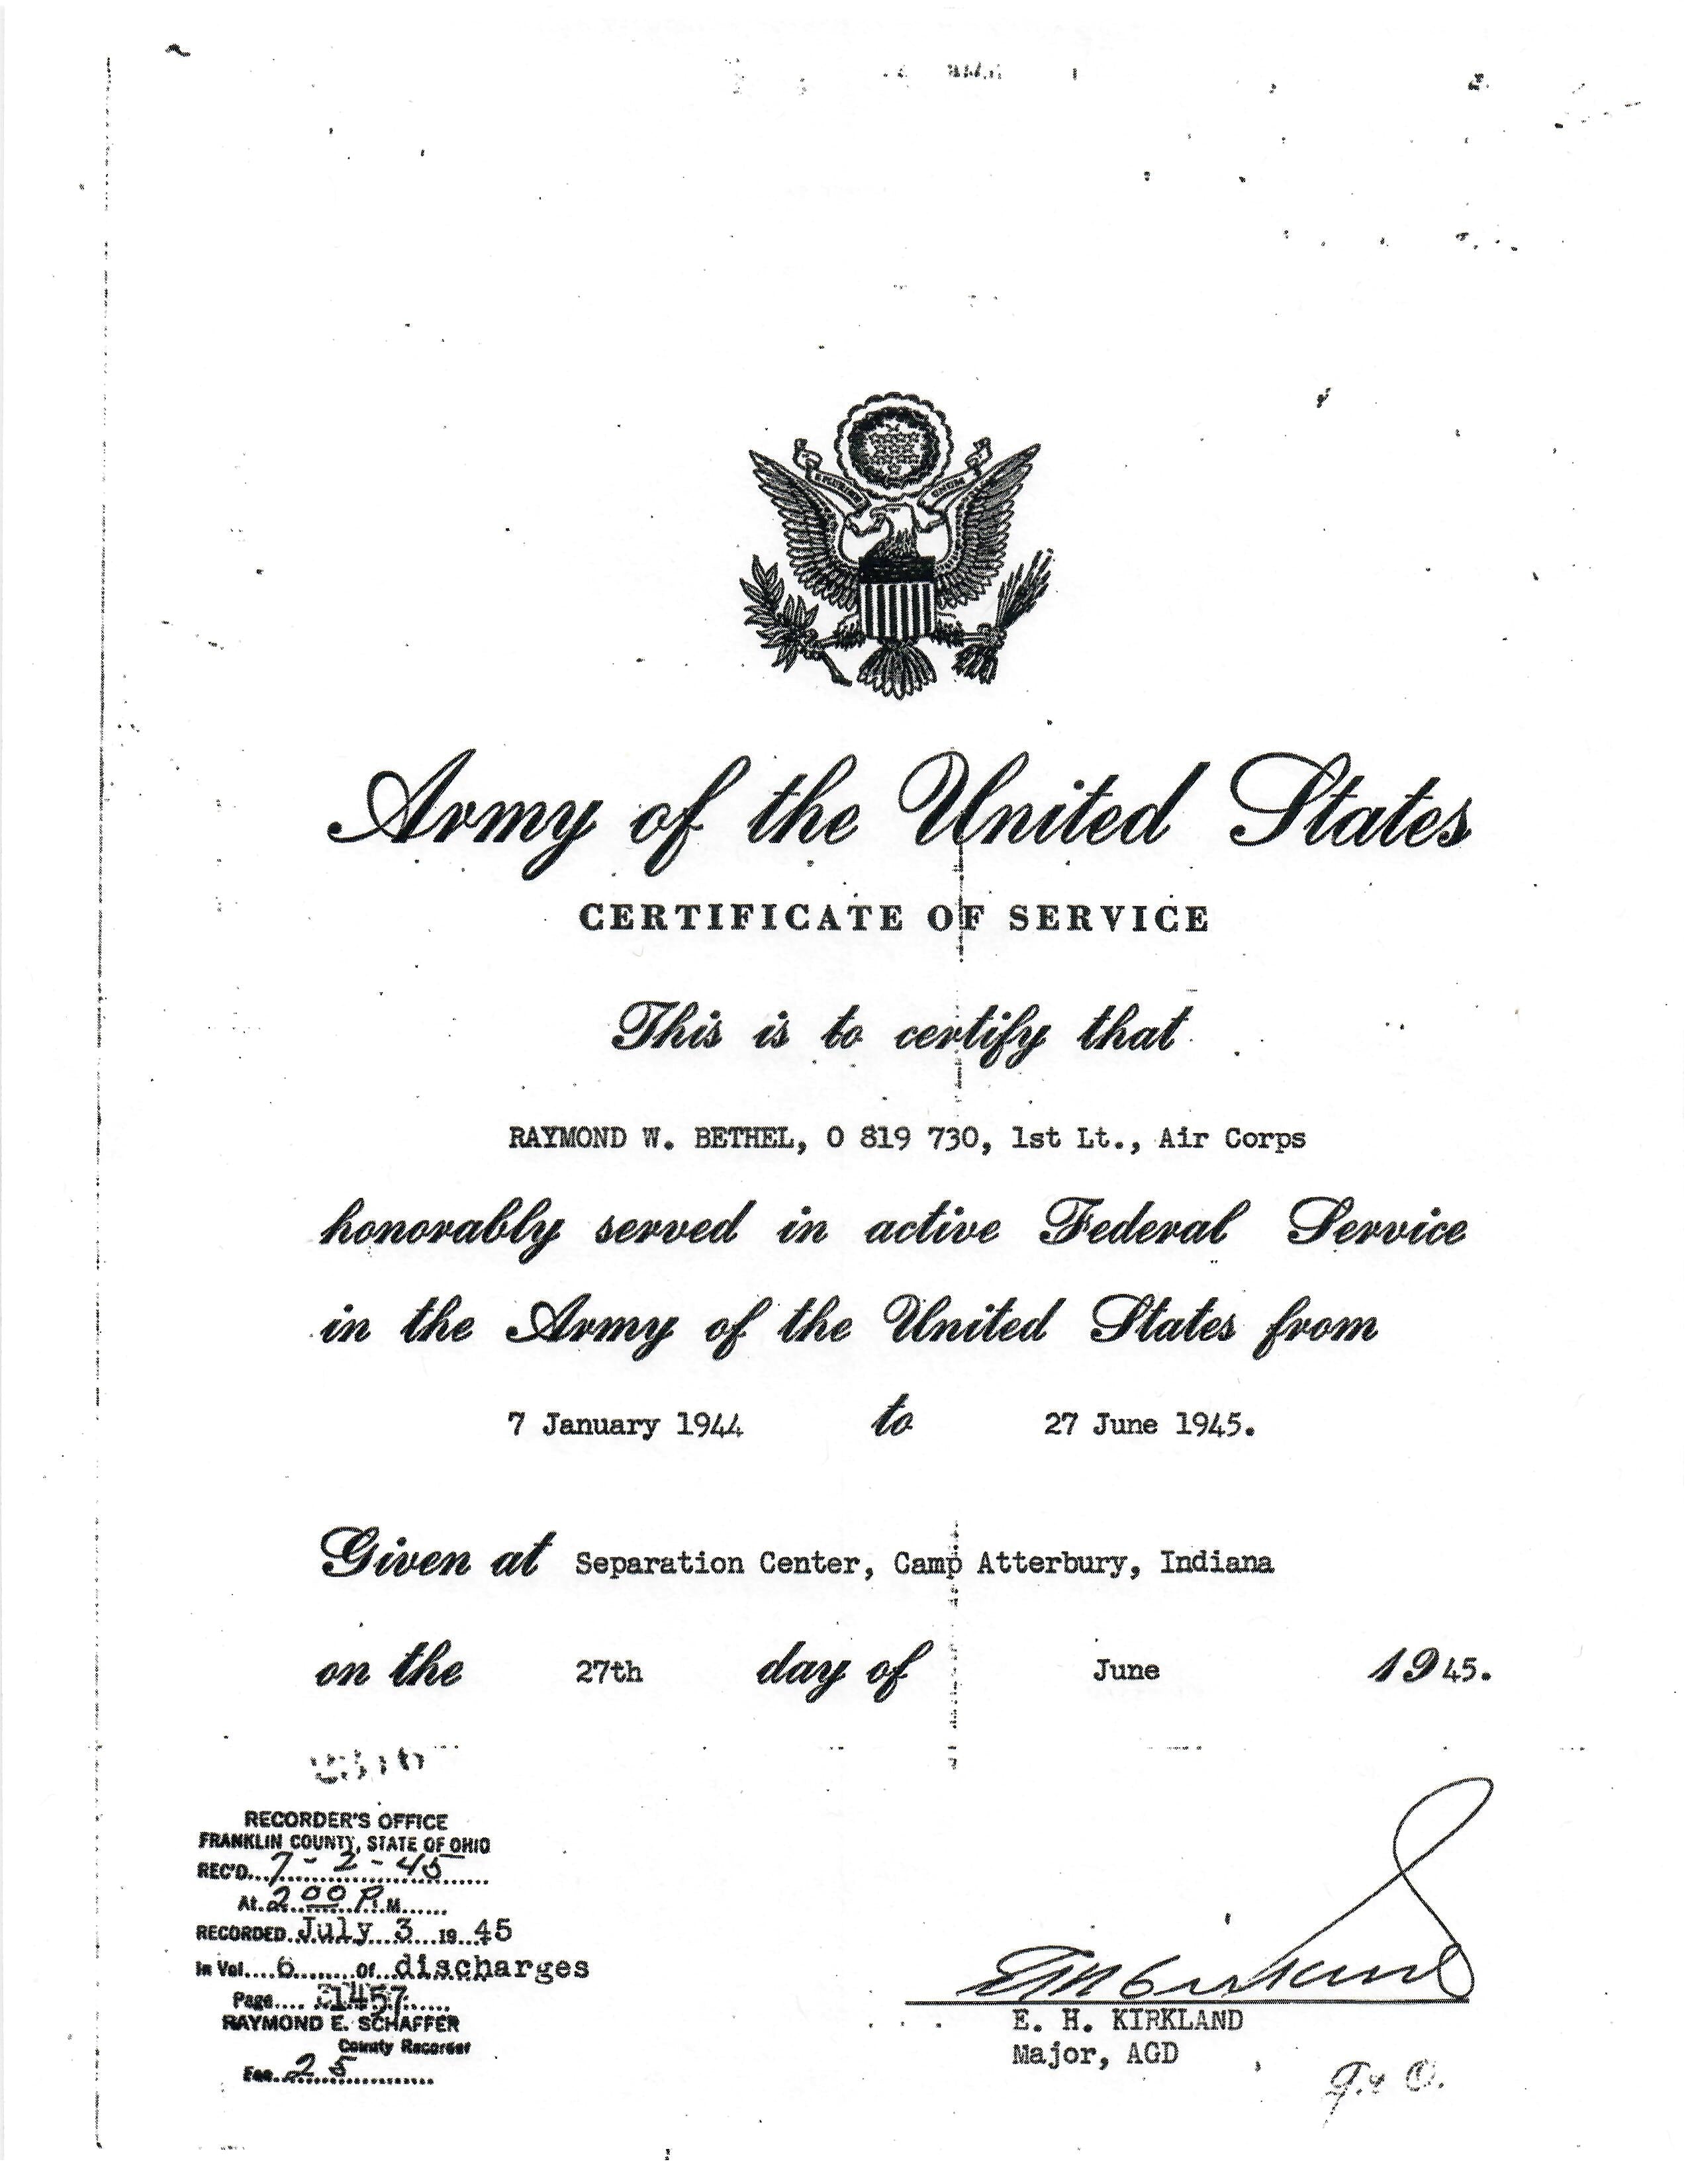 Army of the United States
CERTIFICATE OF SERVICE
This is to certify that
RAYMOND W. BETHEL, O 819 730, 1st Lt., Air Corps
honorably served in active Federal Service
in the Army of the United States from
7 January 1944 to 27 June 1945.
Given at Separation Center, Camp Atterbury, Indiana
on the 27th day of June 1945.
RECORDER'S OFFICE
FRANKLIN COUNTY, STATE OF OHIO
REC'D. 7-2-45
At. 2 00 P.M.
RECORDED. July 3 19 45
In Vol. 6 Of discharges
Page
RAYMOND E. SCHAFFER
County Recorder
Fee. 25
E. H. KIRKLAND
Major, AGD